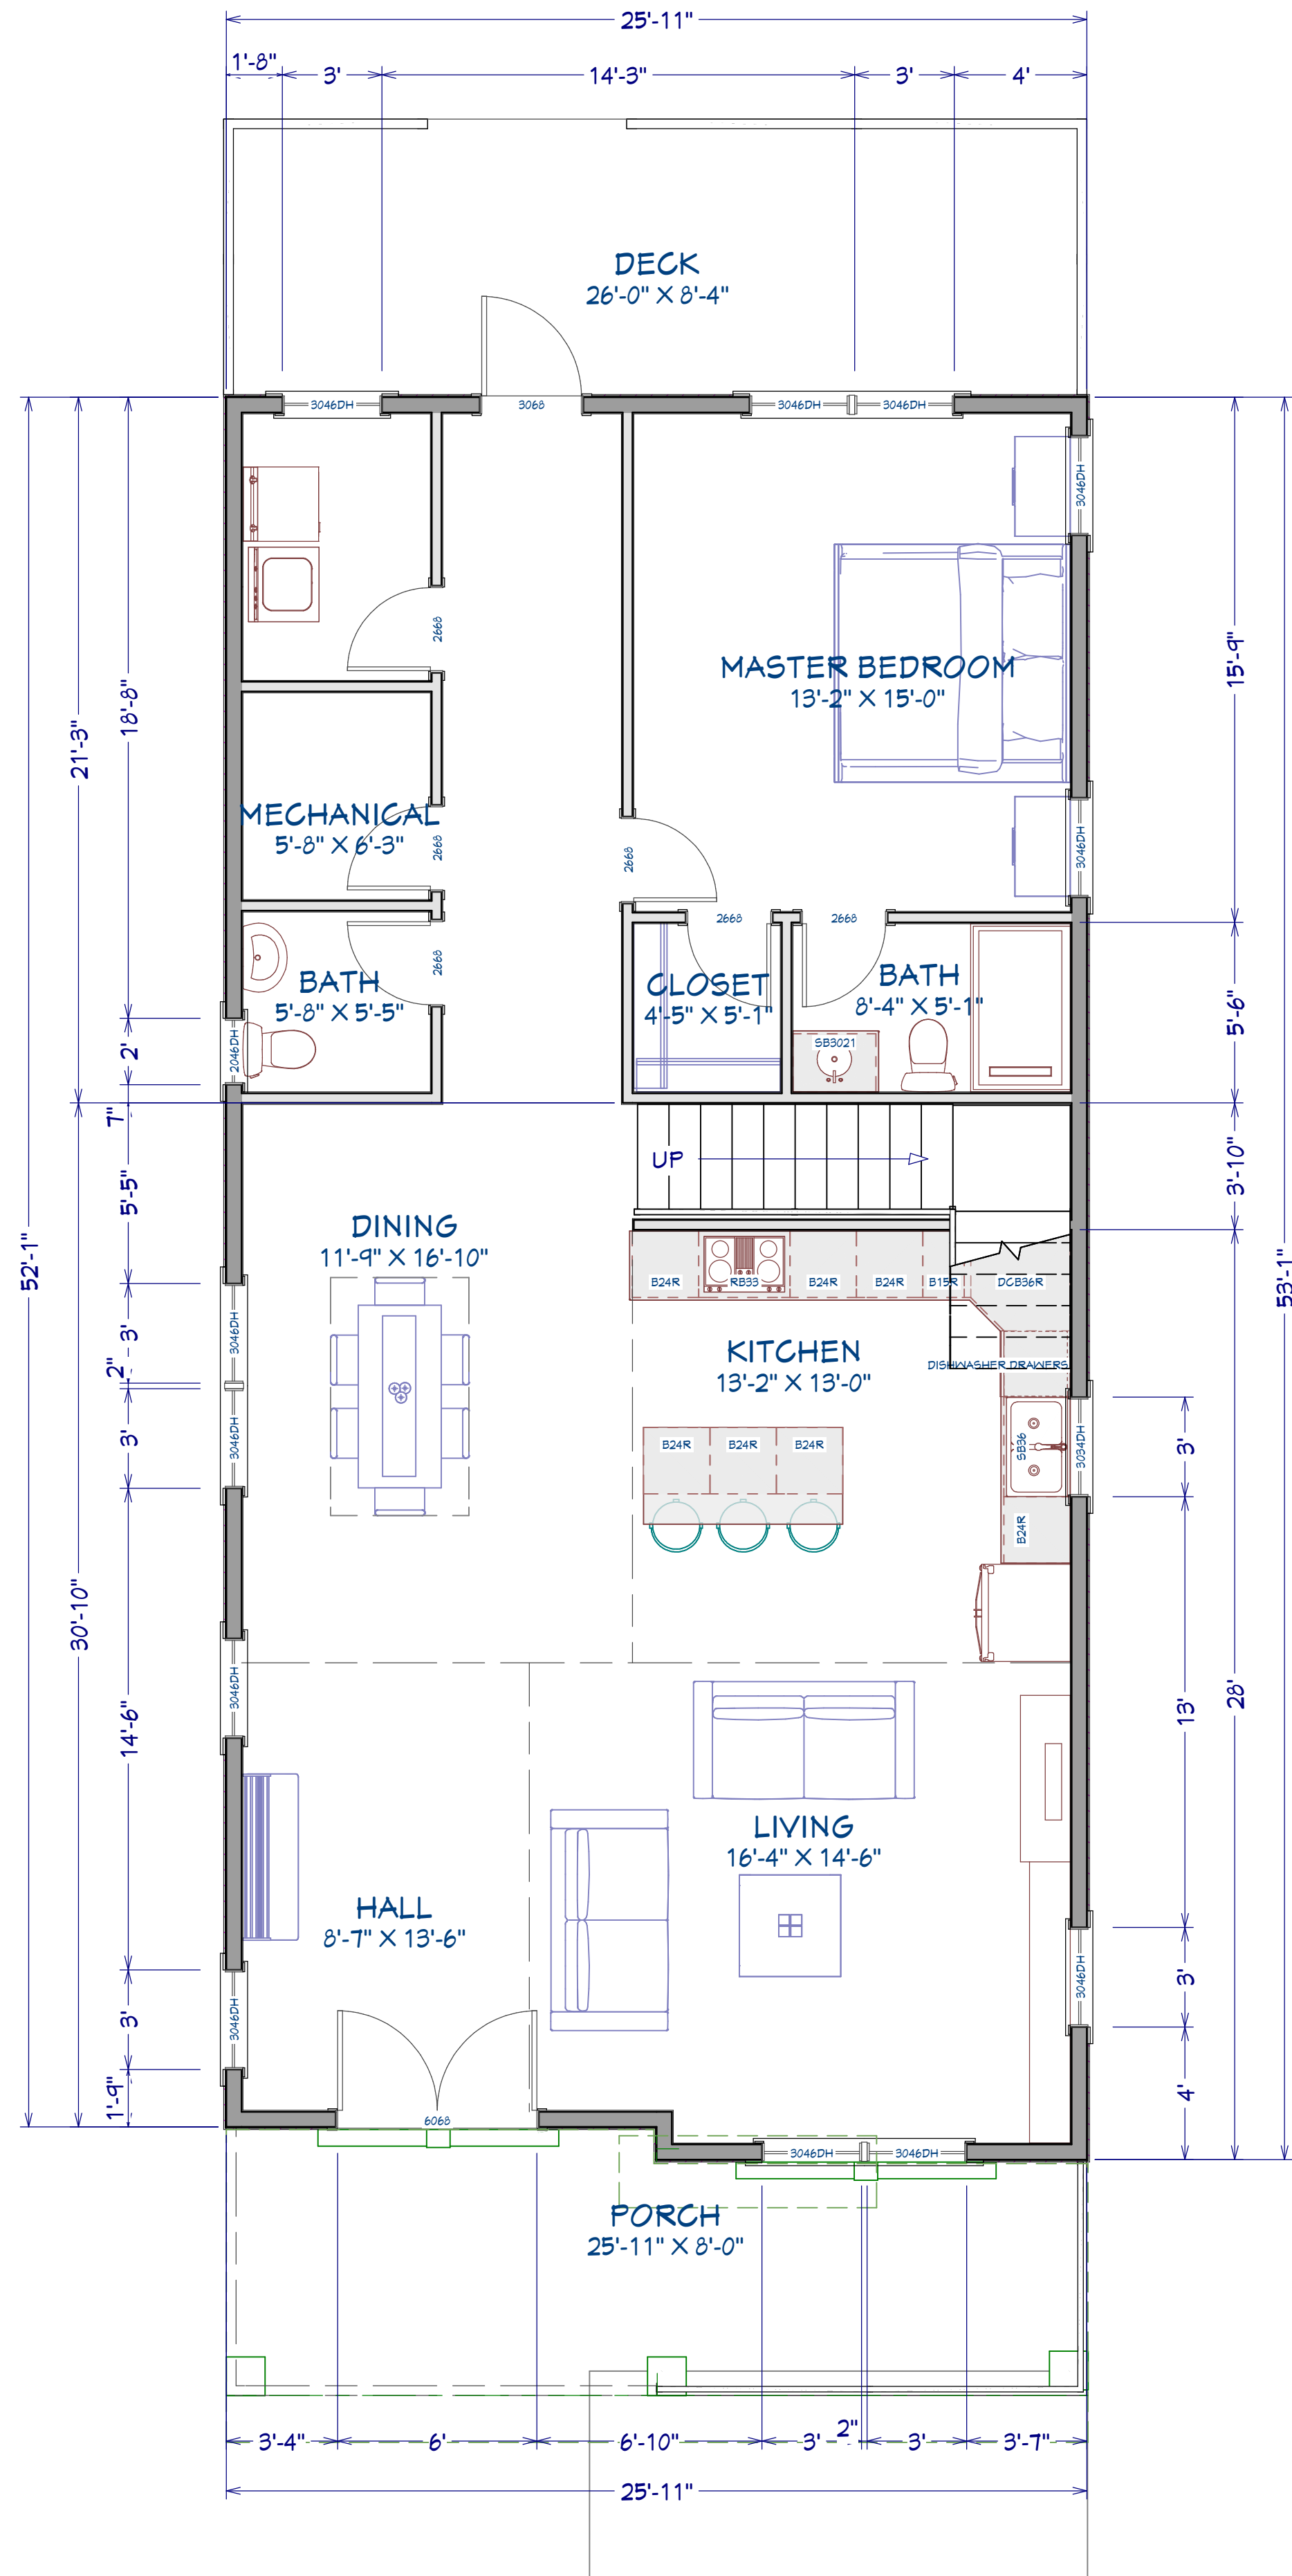 25'-11"
1'-8"
3'
14'-3"
3'
4'
DECK
26'-0" X 8'-4"
3046DH
3068
3046DH
3046DH
3046DH
2668
MASTER BEDROOM
13'-2" X 15'-0"
15'-9"
18'-8"
21'-3"
MECHANICAL
5'-8" X 6'-3"
2668
2668
3046DH
2668
2668
2668
BATH
5'-8" X 5'-5"
CLOSET
4'-5" X 5'-1"
BATH
8'-4" X 5'-1"
SB3021
5'-6"
2046DH
2'
7"
UP
3'-10"
5'-5"
52'-1"
53'-1"
DINING
11'-9" X 16'-10"
B24R
RB33
B24R
B24R
B15R
DCB36R
3046DH
3'
2"
KITCHEN
13'-2" X 13'-0"
DISHWASHER DRAWERS
3046DH
3'
B24R
B24R
B24R
SB36
3034DH
3'
B24R
30'-10"
3046DH
14'-6"
13'
28'
LIVING
16'-4" X 14'-6"
HALL
8'-7" X 13'-6"
3046DH
3'
3046DH
3'
1'-9"
4'
6068
3046DH
3046DH
PORCH
25'-11" X 8'-0"
3'-4"
6'
6'-10"
3'
2"
3'
3'-7"
25'-11"